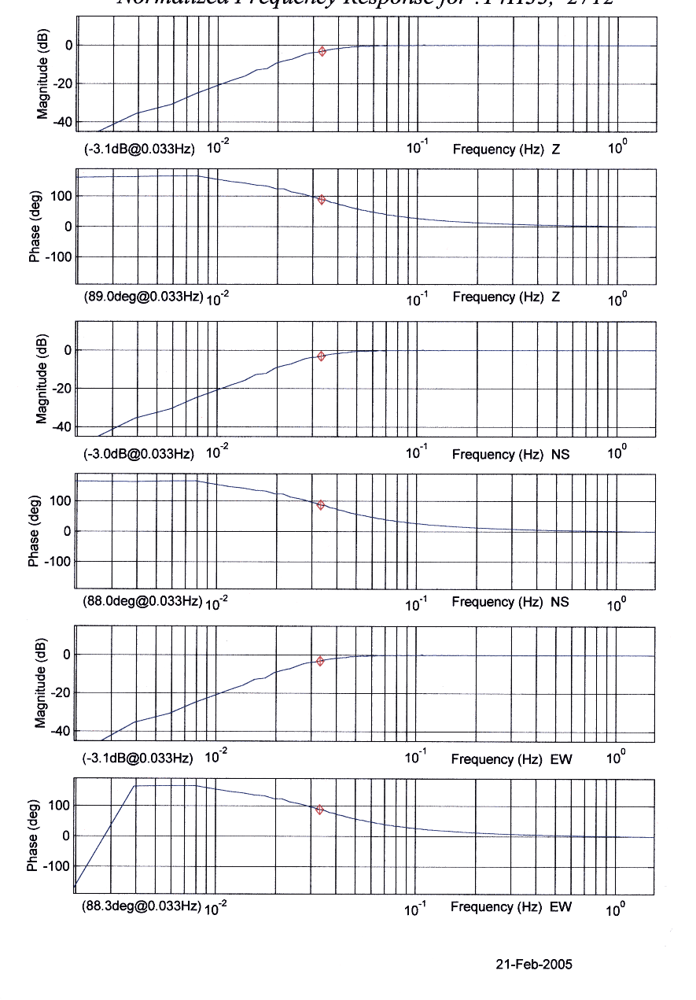 Normalized Frequency Response for :
Magnitude (dB)
0
-20
-40
(-3.1dB@0.033Hz) 10-2 10-1 Frequency (Hz) Z 100
Phase (deg)
100
0
-100
(89.0deg@0.033Hz) 10-2 10-1 Frequency (Hz) Z 100
Magnitude (dB)
0
-20
-40
(-3.0dB@0.033Hz) 10-2 10-1 Frequency (Hz) NS 100
Phase (deg)
100
0
-100
(88.0deg@0.033Hz) 10-2 10-1 Frequency (Hz) NS 100
Magnitude (dB)
0
-20
-40
(-3.1dB@0.033Hz) 10-2 10-1 Frequency (Hz) EW 100
Phase (deg)
100
0
-100
(88.3deg@0.033Hz) 10-2 10-1 Frequency (Hz) EW 100
21-Feb-2005